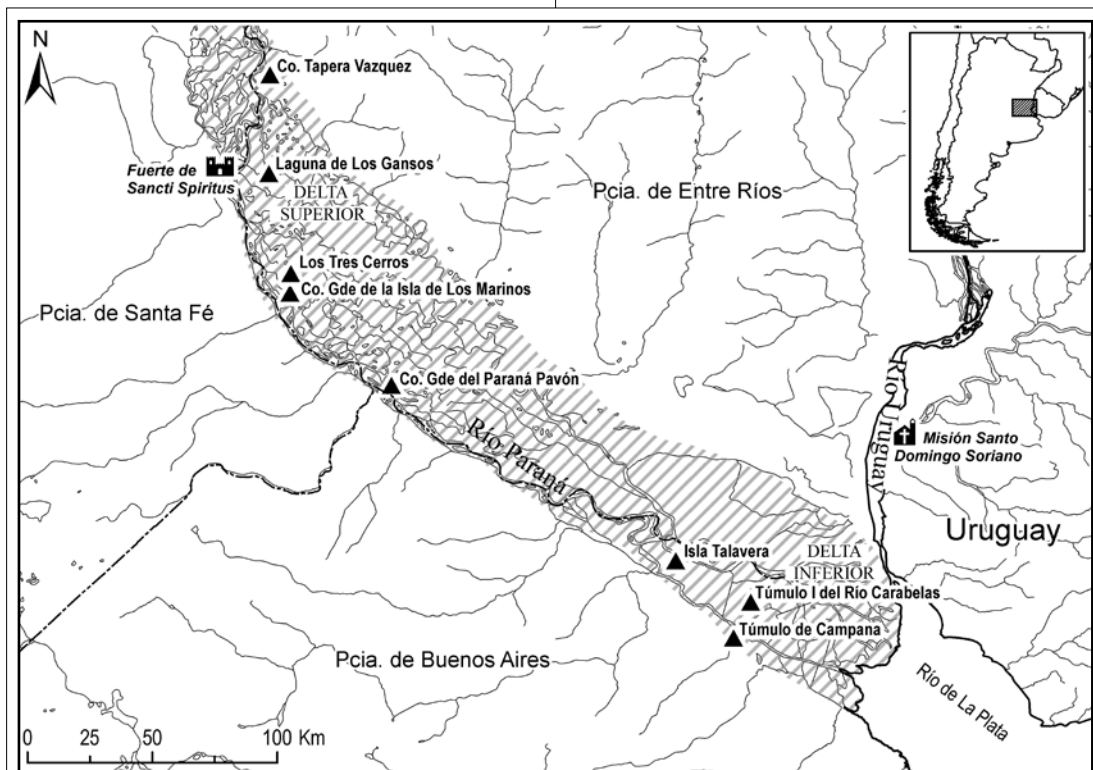 N
Co. Tapera Vazquez
Fuerte de
Sancti Spiritus
Laguna de Los Gansos
DELTA
SUPERIOR
Pcia. de Entre Ríos
Los Tres Cerros
Co. Gde de la Isla de Los Marinos
Pcia. de Santa Fé
Co. Gde del Paraná Pavón
Río Paraná
Río Uruguay
Misión Santo
Domingo Soriano
Uruguay
Isla Talavera
DELTA
INFERIOR
Túmulo I del Río Carabelas
Túmulo de Campana
Pcia. de Buenos Aires
Río de La Plata
0 25 50 100 Km